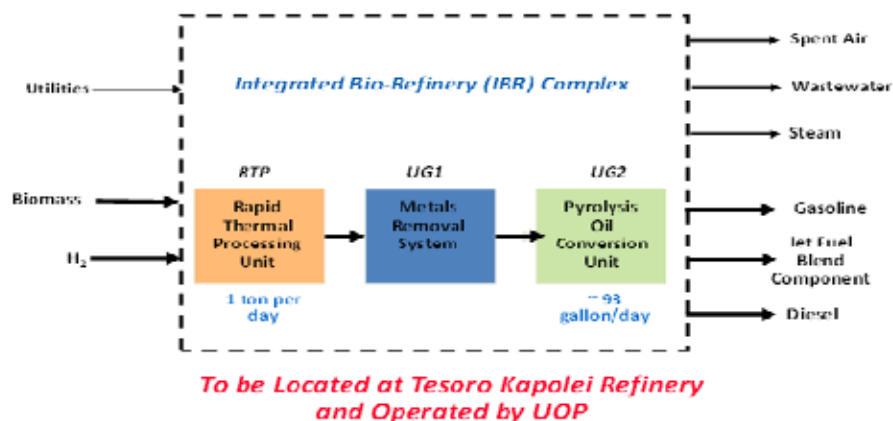 Integrated Bio-Refinery (IBR) Complex
Utilities
Biomass
H₂
RTP
Rapid
Thermal
Processing
Unit
1 ton per
day
UG1
Metals
Removal
System
UG2
Pyrolysis
Oil
Conversion
Unit
~ 93
gallon/day
Spent Air
Wastewater
Steam
Gasoline
Jet Fuel
Blend
Component
Diesel
To be Located at Tesoro Kapolei Refinery
and Operated by UOP